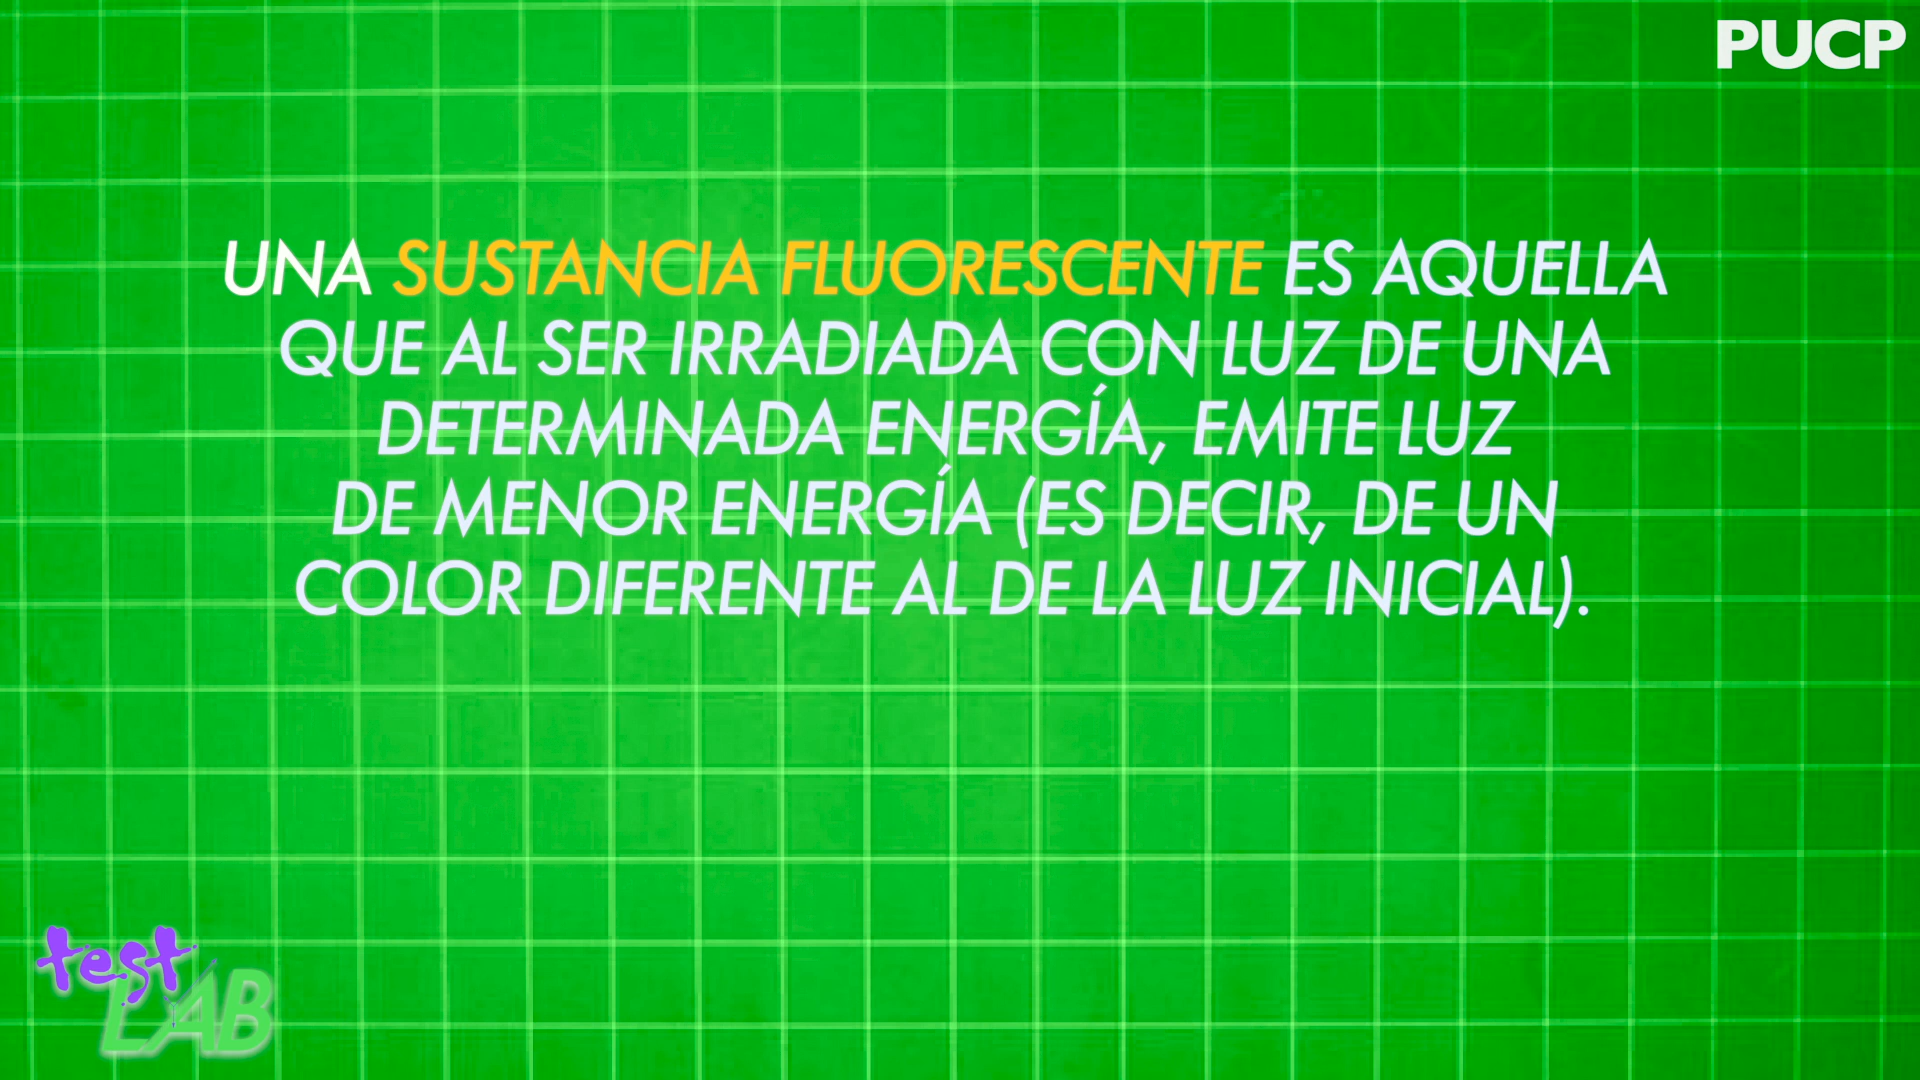 PUCP
UNA SUSTANCIA FLUORESCENTE ES AQUELLA
QUE AL SER IRRADIADA CON LUZ DE UNA
DETERMINADA ENERGÍA, EMITE LUZ
DE MENOR ENERGÍA (ES DECIR, DE UN
COLOR DIFERENTE AL DE LA LUZ INICIAL).
test
LAB